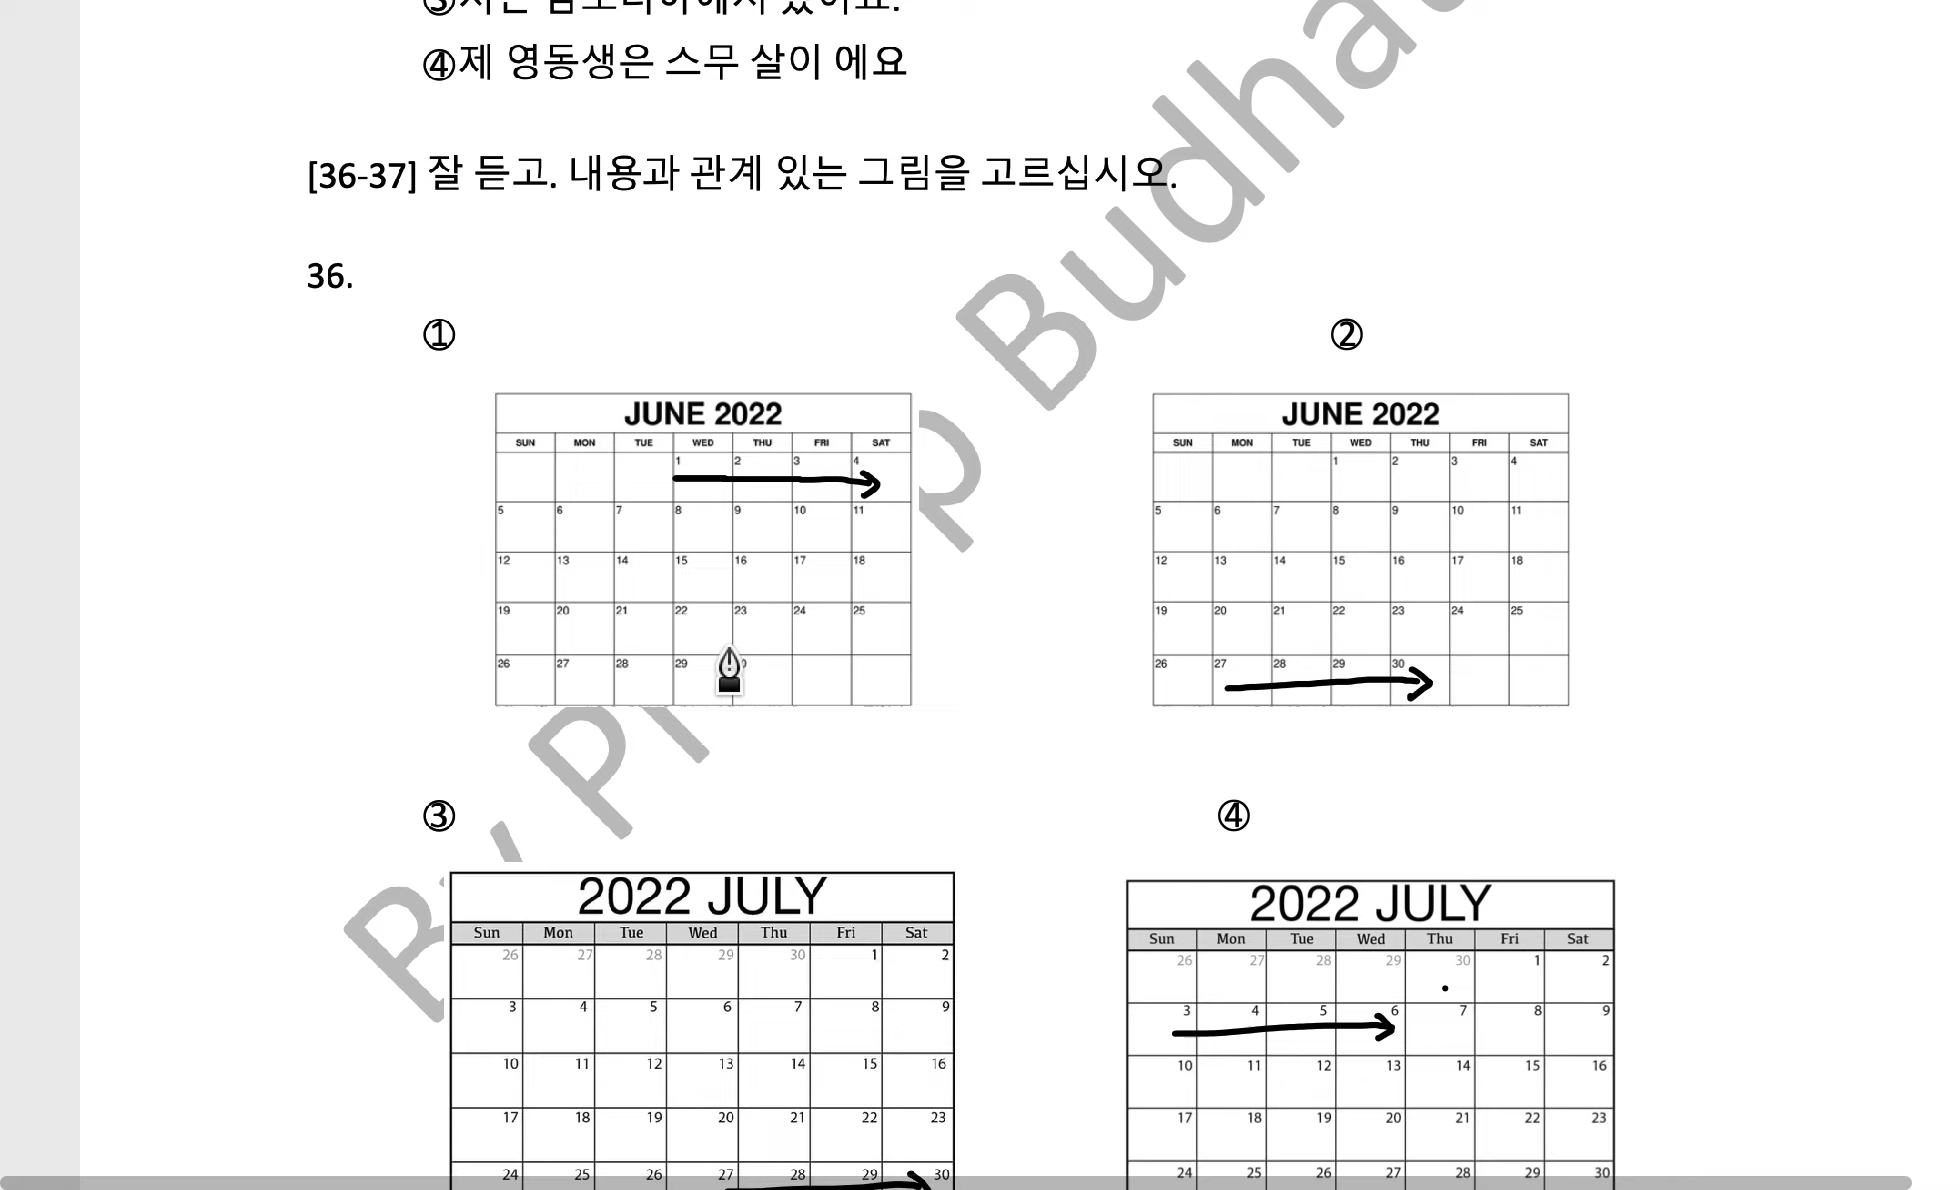 ④제 영동생은 스무 살이 에요
[36-37] 잘 듣고. 내용과 관계 있는 그림을 고르십시오.
36.
①
JUNE 2022
SUN MON TUE WED THU FRI SAT
1 2 3 4
5 6 7 8 9 10 11
12 13 14 15 16 17 18
19 20 21 22 23 24 25
26 27 28 29
②
JUNE 2022
SUN MON TUE WED THU FRI SAT
1 2 3 4
5 6 7 8 9 10 11
12 13 14 15 16 17 18
19 20 21 22 23 24 25
26 27 28 29 30
③
2022 JULY
Sun Mon Tue Wed Thu Fri Sat
26 27 28 29 30 1 2
3 4 5 6 7 8 9
10 11 12 13 14 15 16
17 18 19 20 21 22 23
24 25 26 27 28 29 30
④
2022 JULY
Sun Mon Tue Wed Thu Fri Sat
26 27 28 29 30 1 2
3 4 5 6 7 8 9
10 11 12 13 14 15 16
17 18 19 20 21 22 23
24 25 26 27 28 29 30